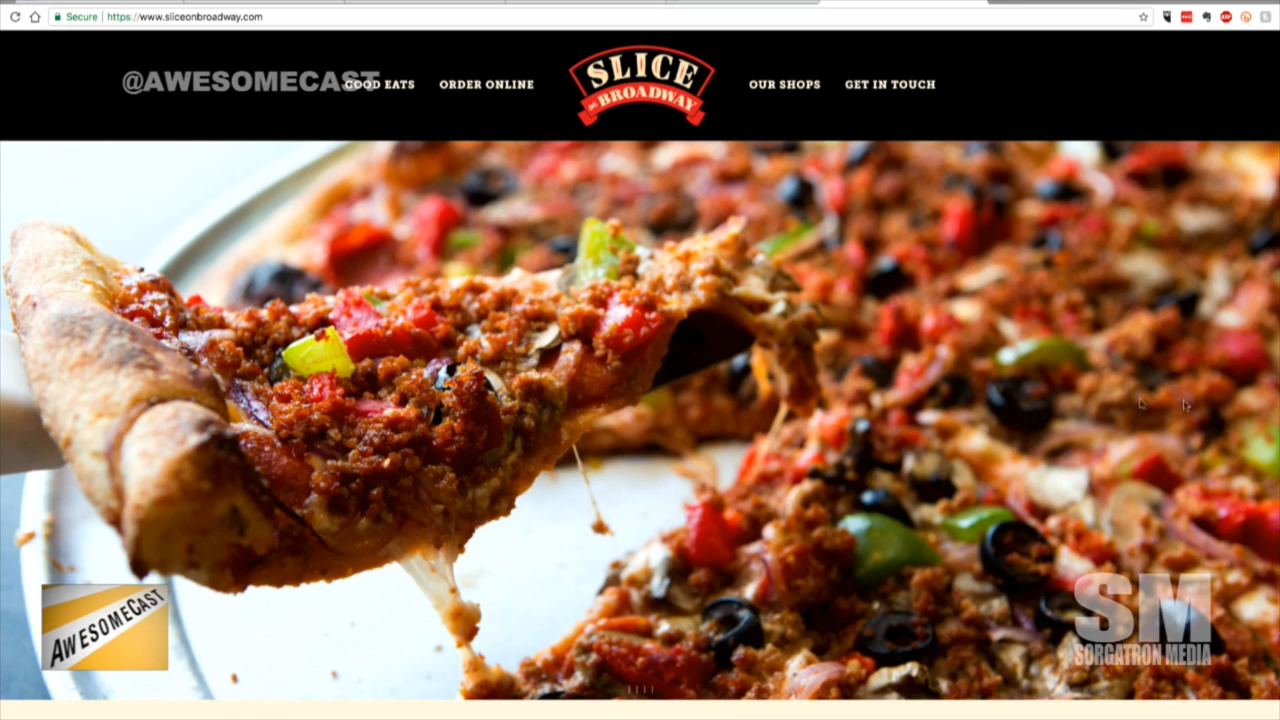 Secure https://www.sliceonbroadway.com
@AWESOMECAST
GOOD EATS
ORDER ONLINE
SLICE
ON BROADWAY
OUR SHOPS
GET IN TOUCH
AWESOMECAST
SM
SORGATRON MEDIA